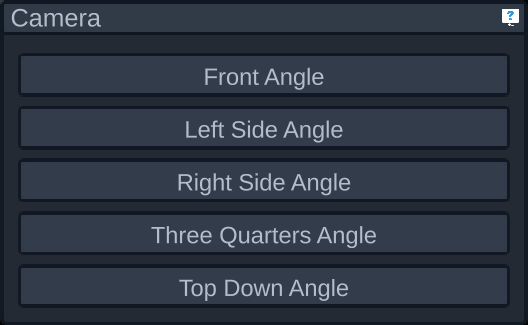 Camera
?
Front Angle
Left Side Angle
Right Side Angle
Three Quarters Angle
Top Down Angle